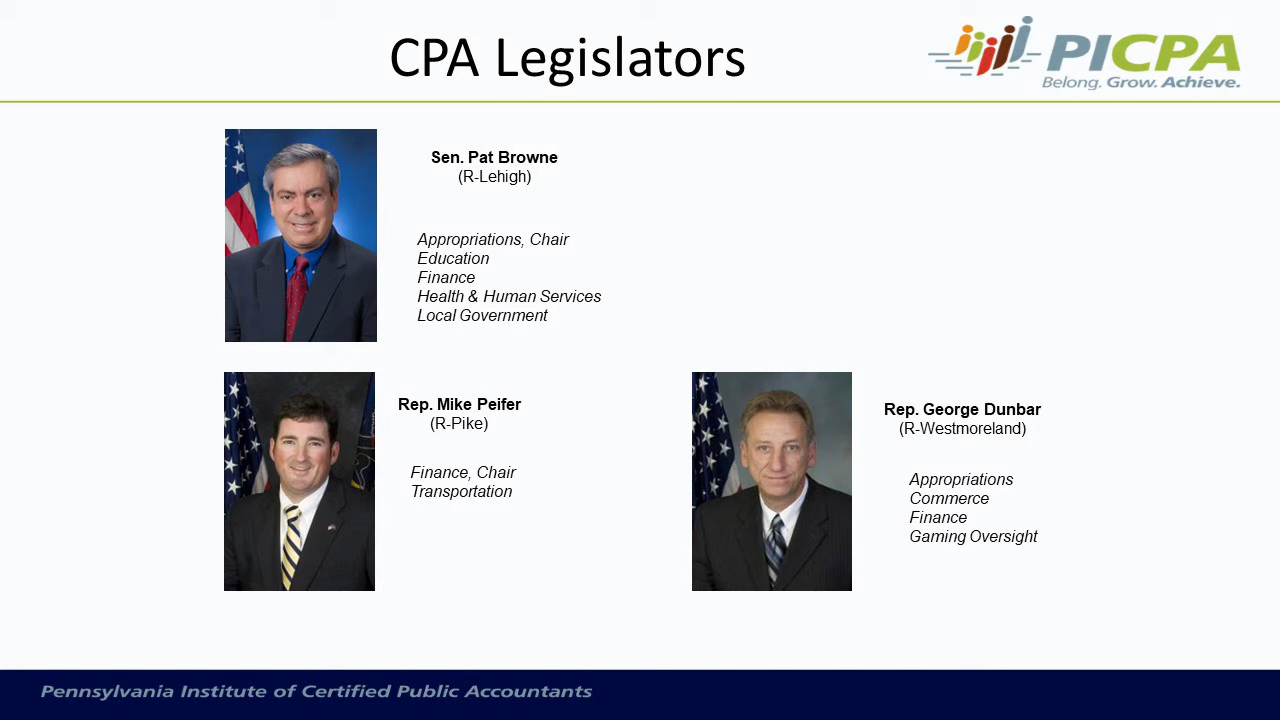 CPA Legislators
PICPA
Belong. Grow. Achieve.
Sen. Pat Browne
(R-Lehigh)
Appropriations, Chair
Education
Finance
Health & Human Services
Local Government
Rep. Mike Peifer
(R-Pike)
Finance, Chair
Transportation
Rep. George Dunbar
(R-Westmoreland)
Appropriations
Commerce
Finance
Gaming Oversight
Pennsylvania Institute of Certified Public Accountants